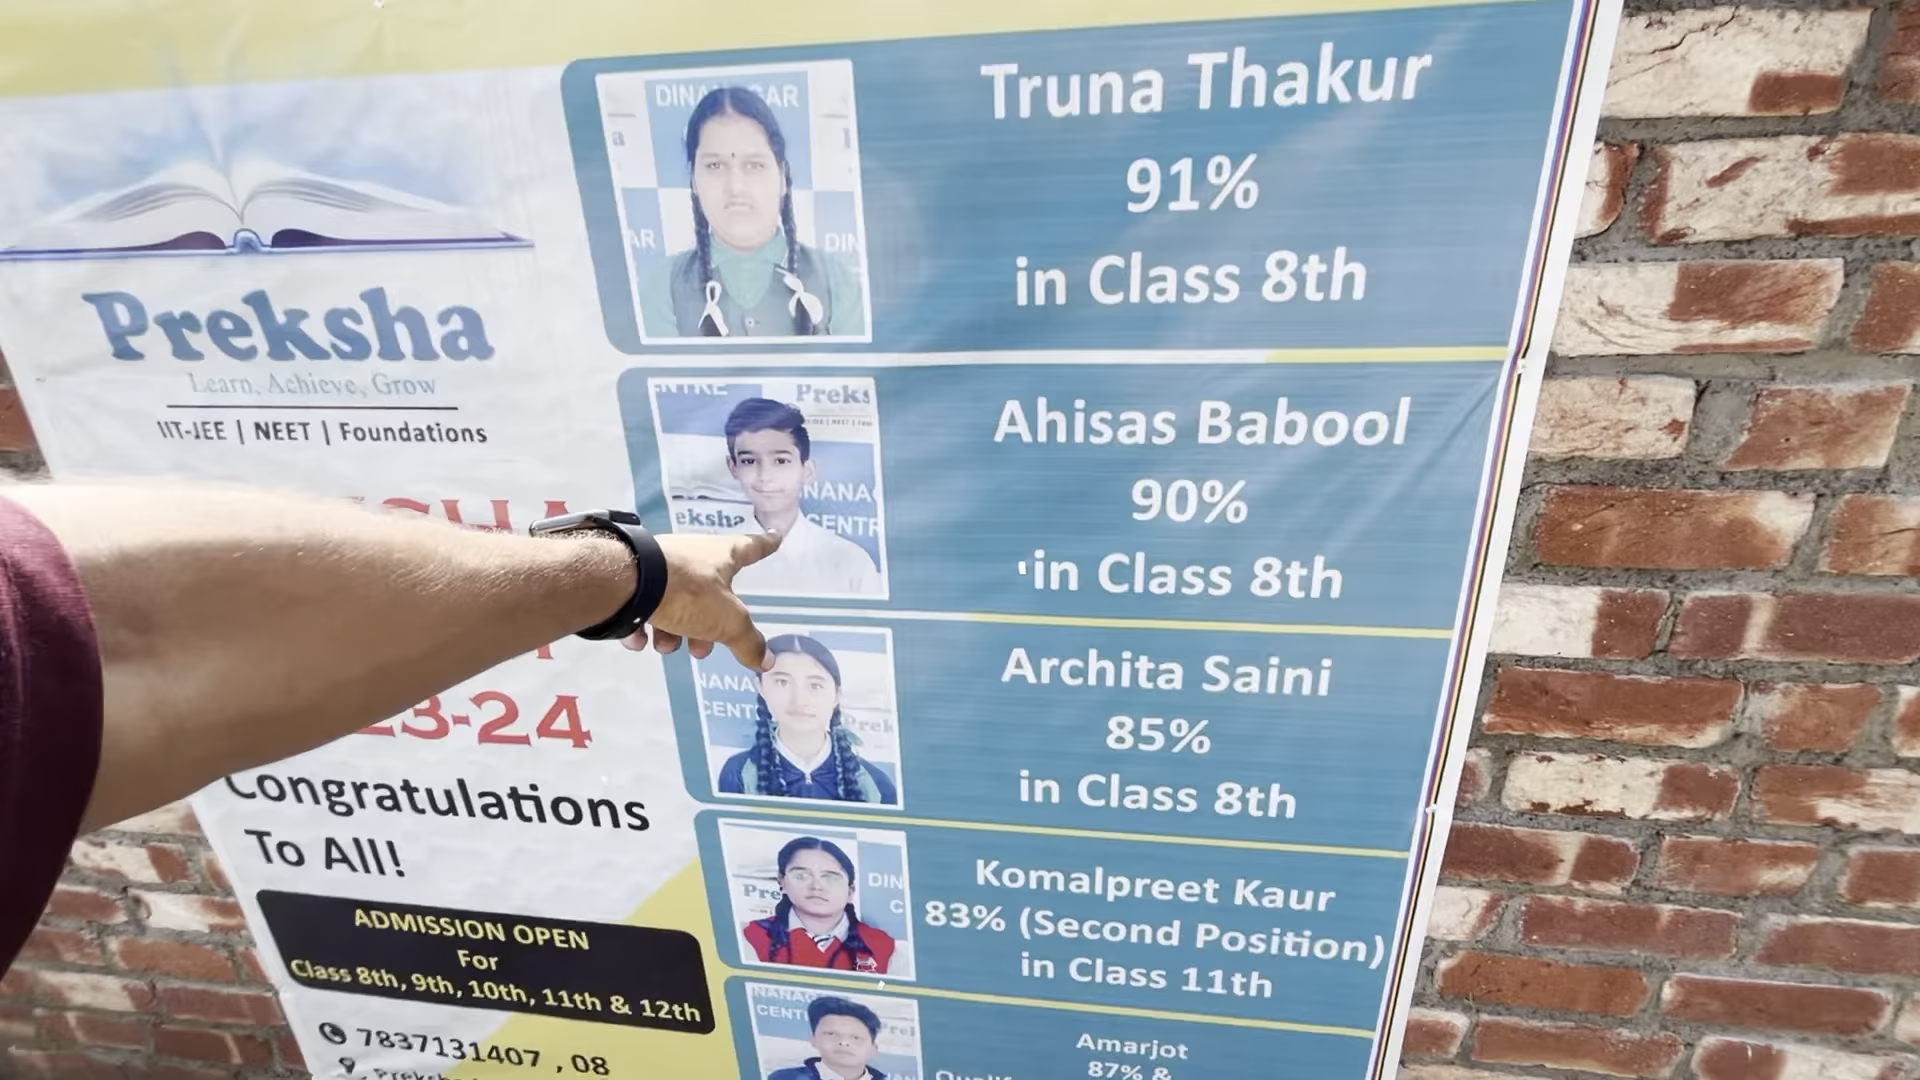 Preksha
Learn, Achieve, Grow
IIT-JEE | NEET | Foundations
23-24
Congratulations
To All!
ADMISSION OPEN
For
Class 8th, 9th, 10th, 11th & 12th
7837131407 , 08
Truna Thakur
91%
in Class 8th
Ahisas Babool
90%
in Class 8th
Archita Saini
85%
in Class 8th
Komalpreet Kaur
83% (Second Position)
in Class 11th
Amarjot
87% &